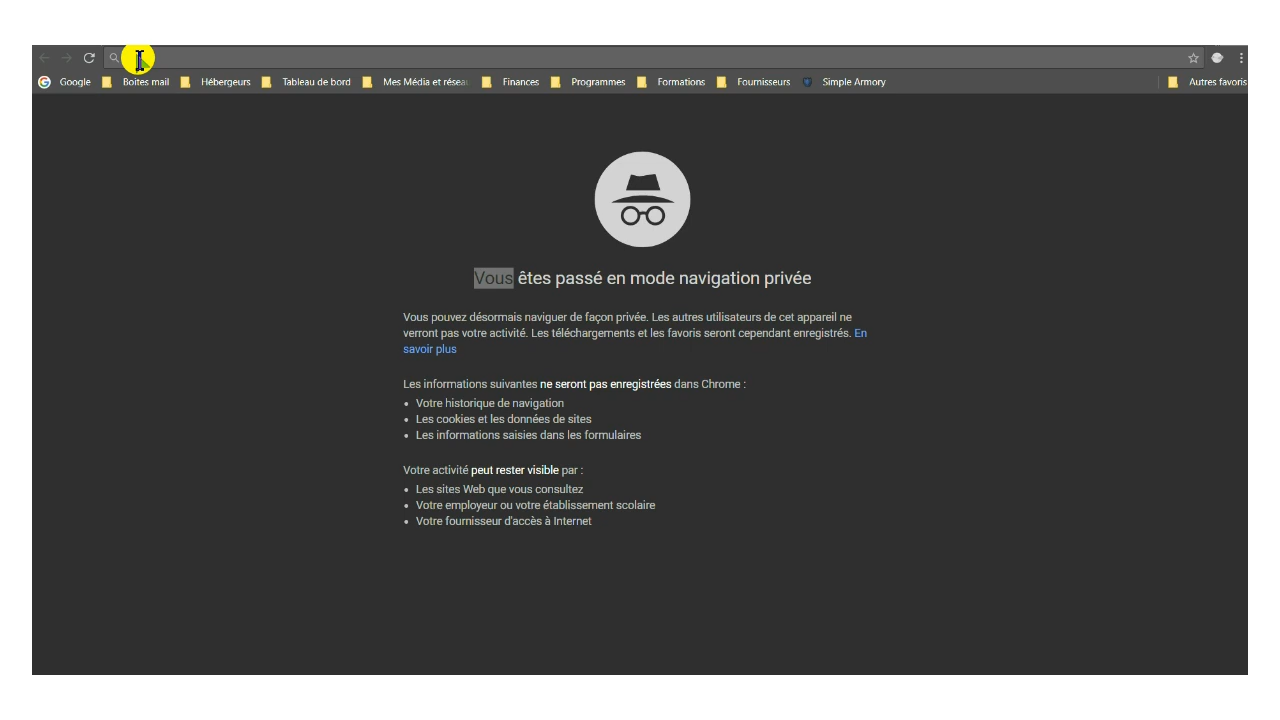 Google Boites mail Hébergeurs Tableau de bord Mes Média et réseau Finances Programmes Formations Fournisseurs Simple Armory Autres favoris
Vous êtes passé en mode navigation privée
Vous pouvez désormais naviguer de façon privée. Les autres utilisateurs de cet appareil ne
verront pas votre activité. Les téléchargements et les favoris seront cependant enregistrés. En
savoir plus
Les informations suivantes ne seront pas enregistrées dans Chrome :
• Votre historique de navigation
• Les cookies et les données de sites
• Les informations saisies dans les formulaires
Votre activité peut rester visible par :
• Les sites Web que vous consultez
• Votre employeur ou votre établissement scolaire
• Votre fournisseur d'accès à Internet